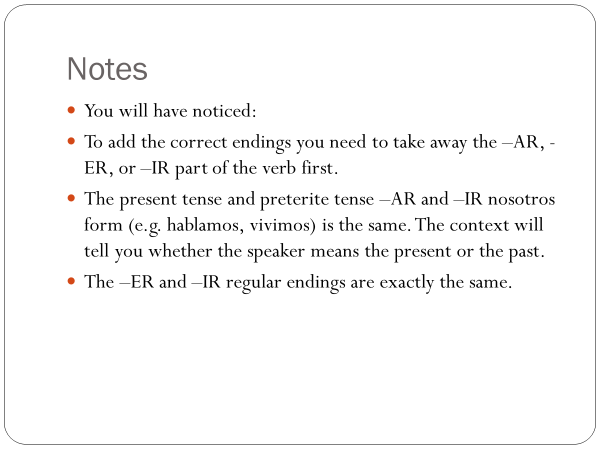 Notes
You will have noticed:
To add the correct endings you need to take away the –AR, -
ER, or –IR part of the verb first.
The present tense and preterite tense –AR and –IR nosotros
form (e.g. hablamos, vivimos) is the same. The context will
tell you whether the speaker means the present or the past.
The –ER and –IR regular endings are exactly the same.